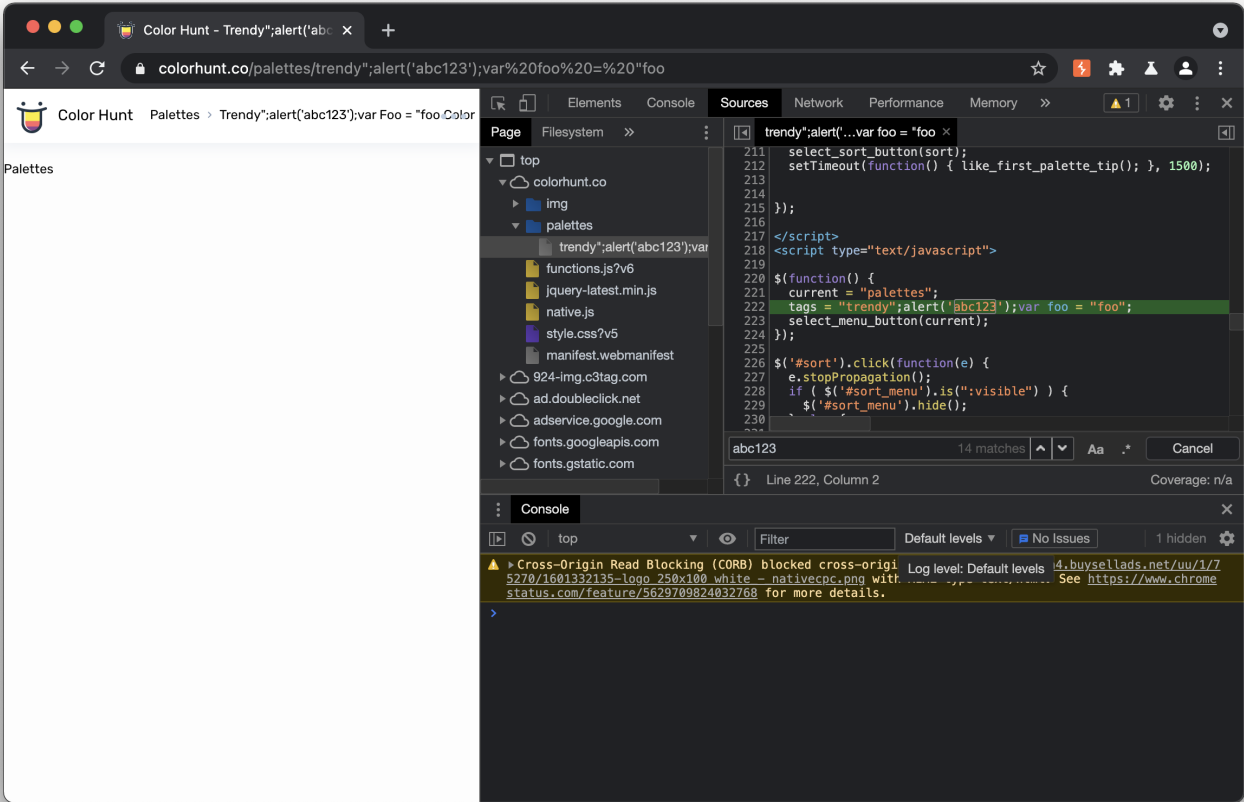 Color Hunt - Trendy";alert('abc
colorhunt.co/palettes/trendy";alert('abc123');var%20foo%20=%20"foo
Color Hunt Palettes › Trendy";alert('abc123');var Foo = "foo Color
Palettes
Elements Console Sources Network Performance Memory » 1
Page Filesystem »
trendy";alert('...var foo = "foo ×
top
colorhunt.co
img
palettes
trendy";alert('abc123');var
functions.js?v6
jquery-latest.min.js
native.js
style.css?v5
manifest.webmanifest
924-img.c3tag.com
ad.doubleclick.net
adservice.google.com
fonts.googleapis.com
fonts.gstatic.com
211 select_sort_button(sort);
212 setTimeout(function() { like_first_palette_tip(); }, 1500);
213
214
215 });
216
217 </script>
218 <script type="text/javascript">
219
220 $(function() {
221 current = "palettes";
222 tags = "trendy";alert('abc123');var foo = "foo";
223 select_menu_button(current);
224 });
225
226 $('#sort').click(function(e) {
227 e.stopPropagation();
228 if ( $('#sort_menu').is(":visible") ) {
229 $('#sort_menu').hide();
230
abc123 14 matches Aa .* Cancel
{} Line 222, Column 2 Coverage: n/a
Console
top Filter Default levels ▼ No Issues 1 hidden
Log level: Default levels
Cross-Origin Read Blocking (CORB) blocked cross-origi 4.buysellads.net/uu/1/7
5270/1601332135-logo_250x100_white_-_nativecpc.png with See https://www.chrome
status.com/feature/5629709824032768 for more details.